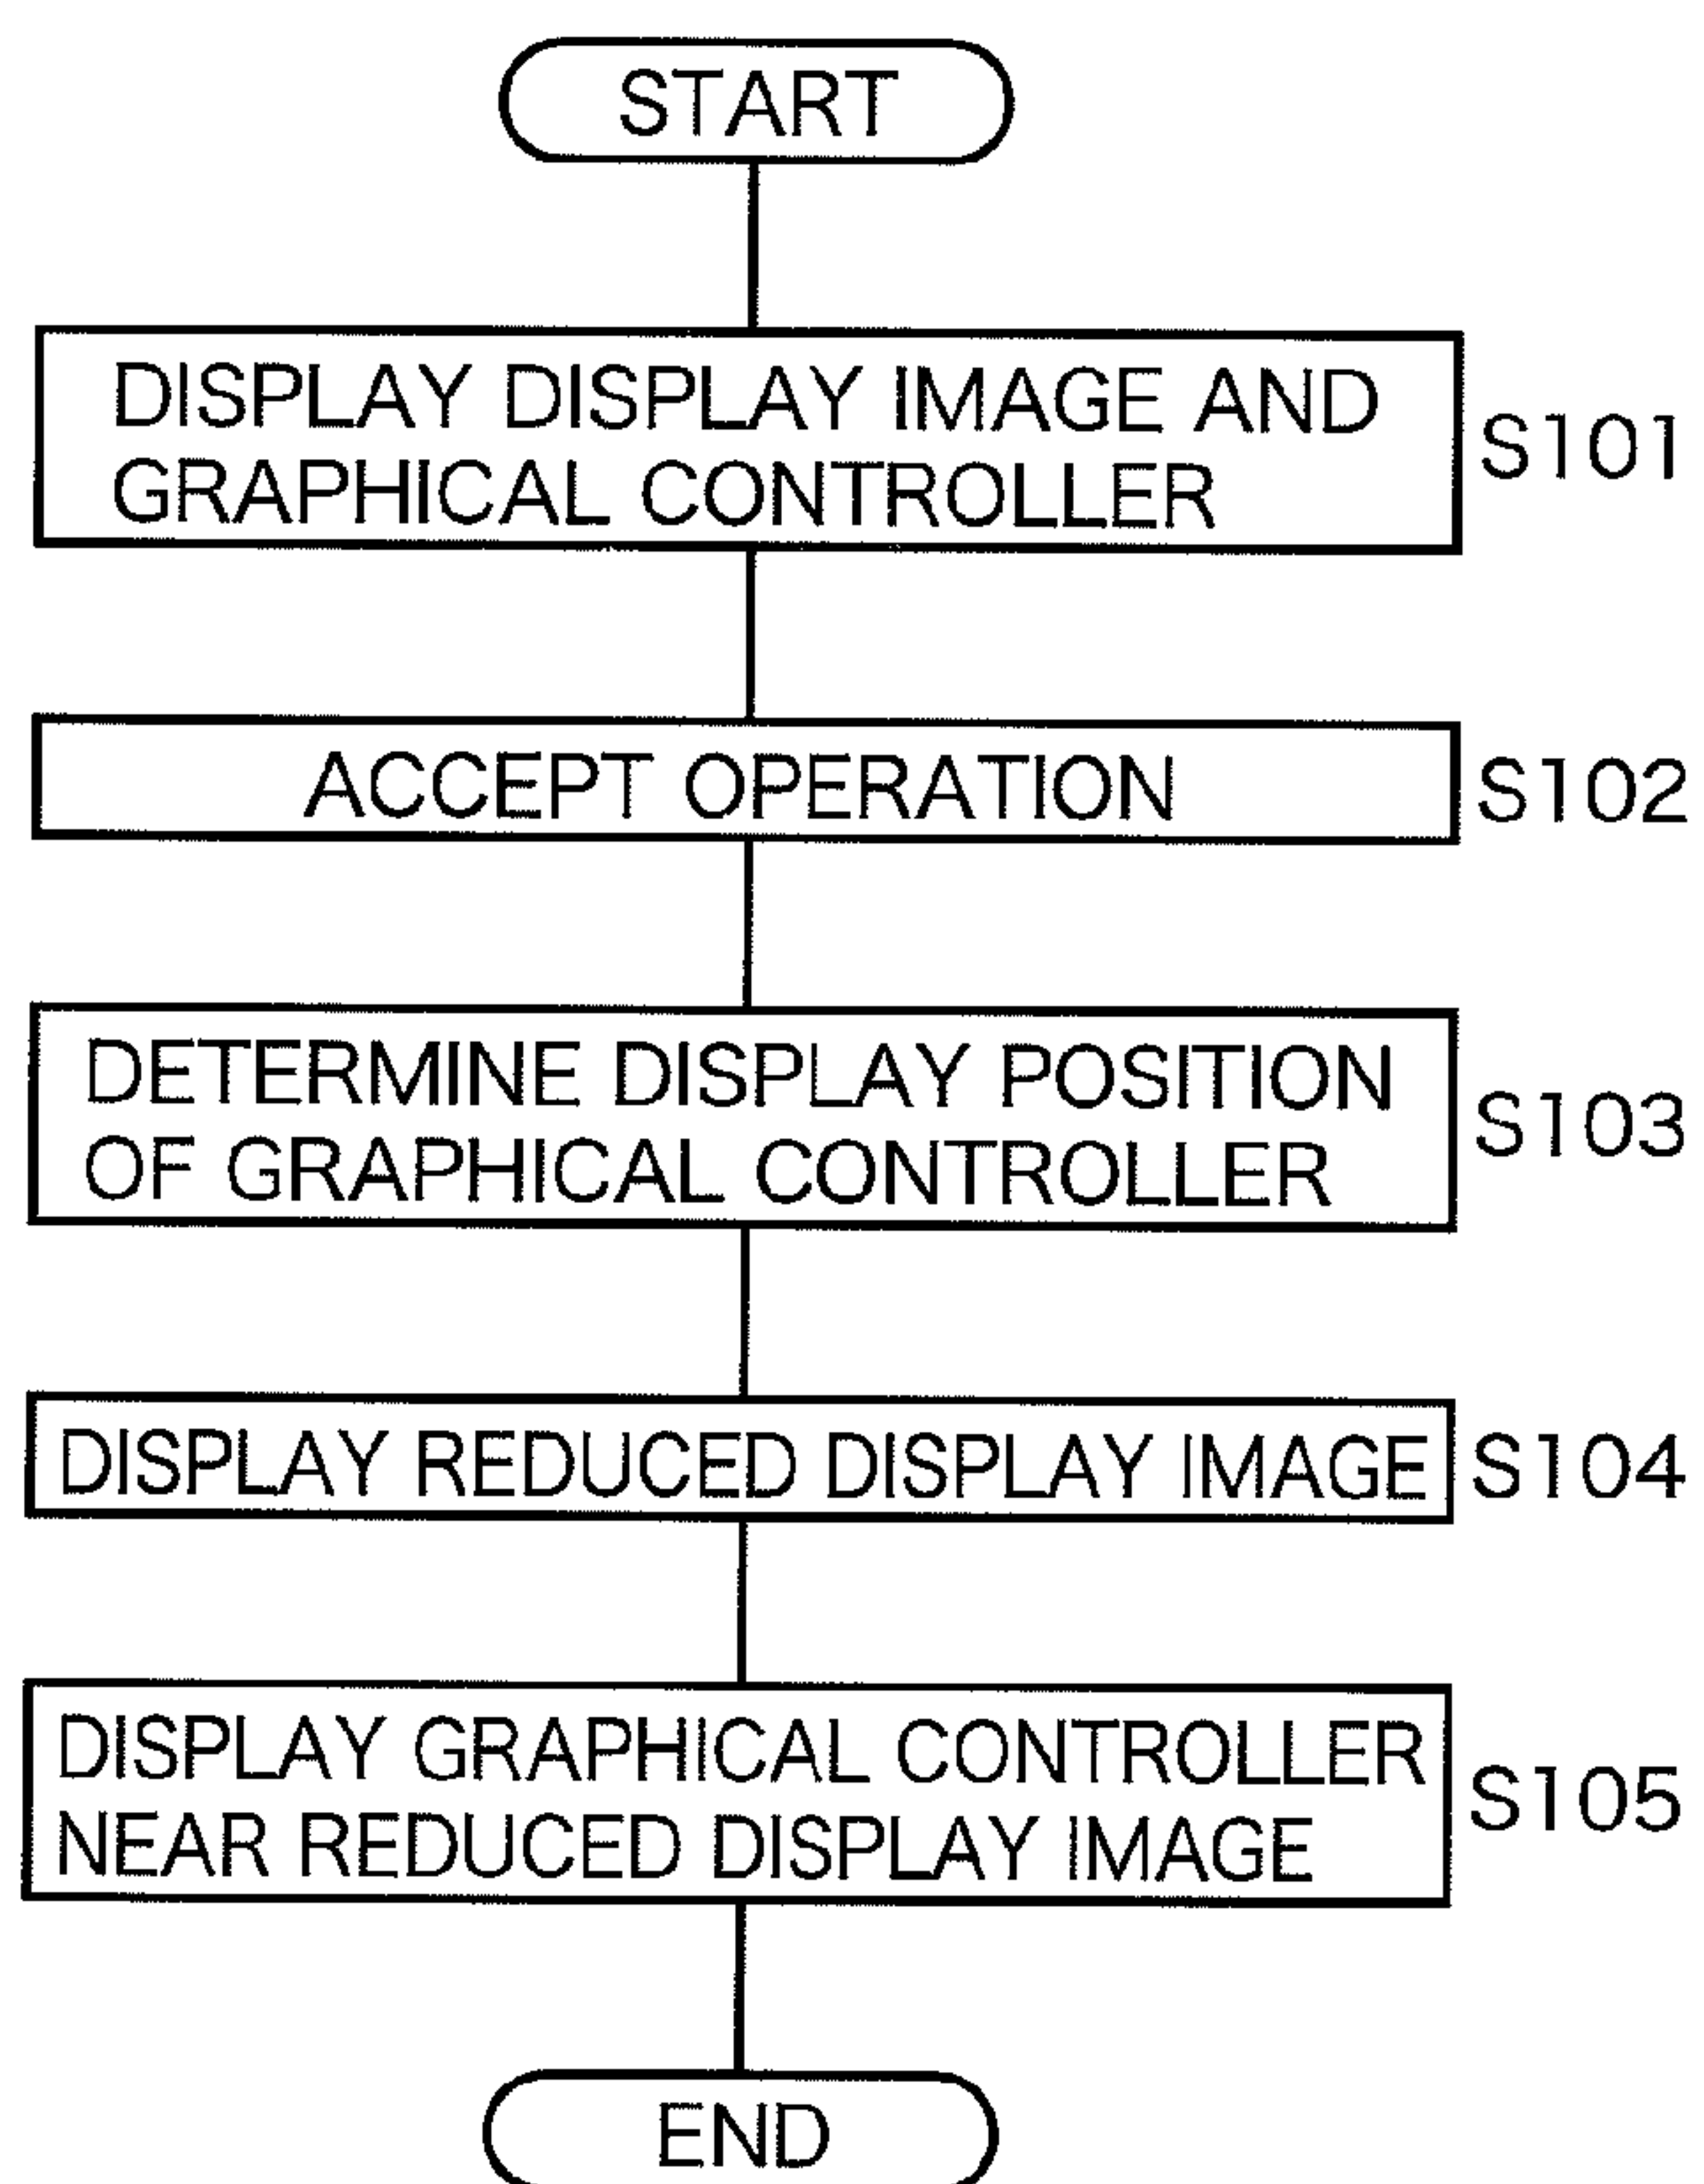 START
DISPLAY DISPLAY IMAGE AND
GRAPHICAL CONTROLLER
S101
ACCEPT OPERATION
S102
DETERMINE DISPLAY POSITION
OF GRAPHICAL CONTROLLER
S103
DISPLAY REDUCED DISPLAY IMAGE
S104
DISPLAY GRAPHICAL CONTROLLER
NEAR REDUCED DISPLAY IMAGE
S105
END